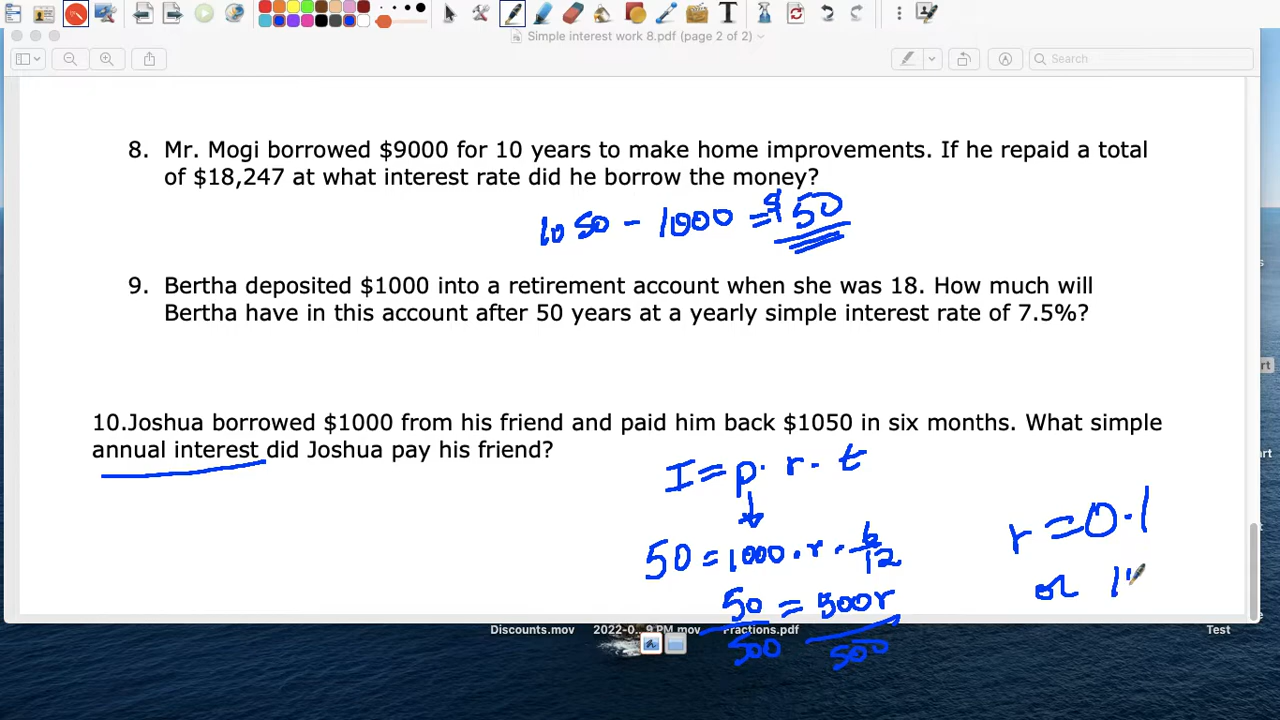 Simple interest work 8.pdf (page 2 of 2)
Search
8. Mr. Mogi borrowed $9000 for 10 years to make home improvements. If he repaid a total
of $18,247 at what interest rate did he borrow the money?
1050 - 1000 = $50
9. Bertha deposited $1000 into a retirement account when she was 18. How much will
Bertha have in this account after 50 years at a yearly simple interest rate of 7.5%?
10.Joshua borrowed $1000 from his friend and paid him back $1050 in six months. What simple
annual interest did Joshua pay his friend?
I = p. r. t
50 = 1000 . r . 6/12
r = 0.1
50 = 500r
or 1
500 500
Discounts.mov
2022-0...9 PM.mov
Fractions.pdf
Test